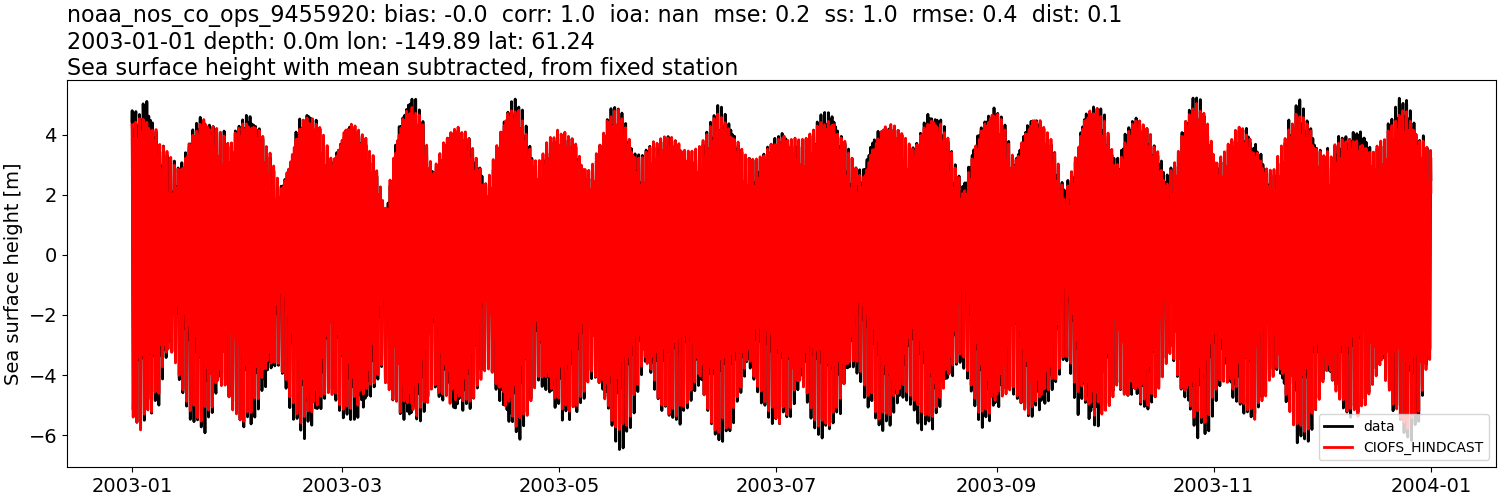 noaa_nos_co_ops_9455920: bias: -0.0  corr: 1.0  ioa: nan  mse: 0.2  ss: 1.0  rmse: 0.4  dist: 0.1
2003-01-01 depth: 0.0m lon: -149.89 lat: 61.24
Sea surface height with mean subtracted, from fixed station
Sea surface height [m]
4
2
0
−2
−4
−6
data
CIOFS_HINDCAST
2003-01
2003-03
2003-05
2003-07
2003-09
2003-11
2004-01